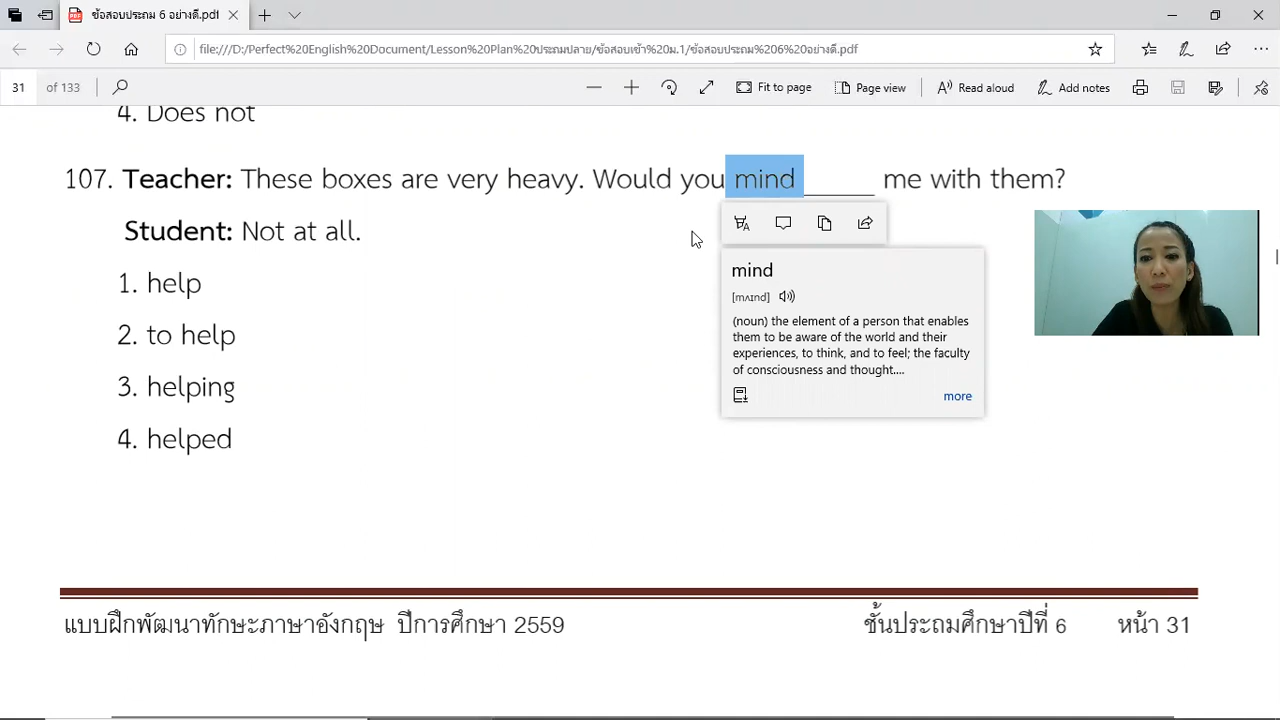 ข้อสอบประถม 6 อย่างดี.pdf
file:///D:/Perfect%20English%20Document/Lesson%20Plan%20ประถมปลาย/ข้อสอบเข้า%20ม.1/ข้อสอบประถม%206%20อย่างดี.pdf
31 of 133 Fit to page Page view Read aloud Add notes
4. Does not
107. Teacher: These boxes are very heavy. Would you mind ______ me with them?
Student: Not at all.
1. help
2. to help
3. helping
4. helped
mind
[mʌɪnd]
(noun) the element of a person that enables
them to be aware of the world and their
experiences, to think, and to feel; the faculty
of consciousness and thought....
more
แบบฝึกพัฒนาทักษะภาษาอังกฤษ ปีการศึกษา 2559 ชั้นประถมศึกษาปีที่ 6 หน้า 31